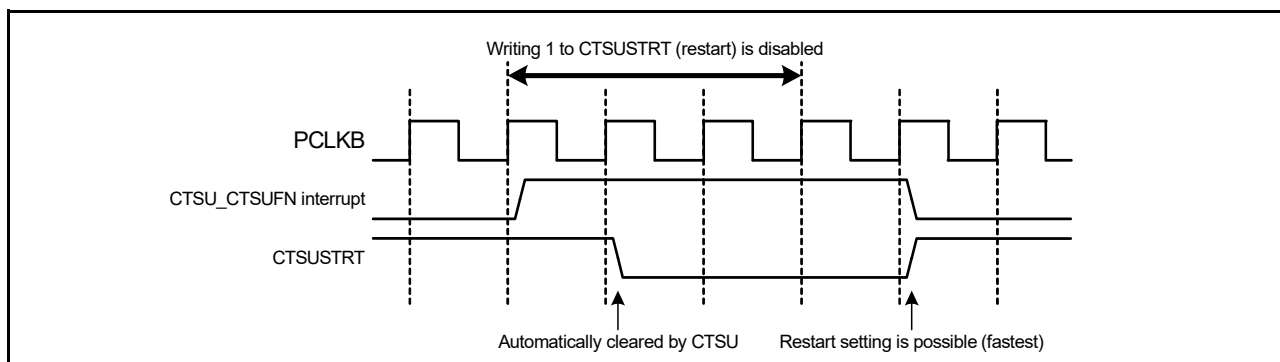 Writing 1 to CTSUSTRT (restart) is disabled
PCLKB
CTSU_CTSUFN interrupt
CTSUSTRT
Automatically cleared by CTSU
Restart setting is possible (fastest)